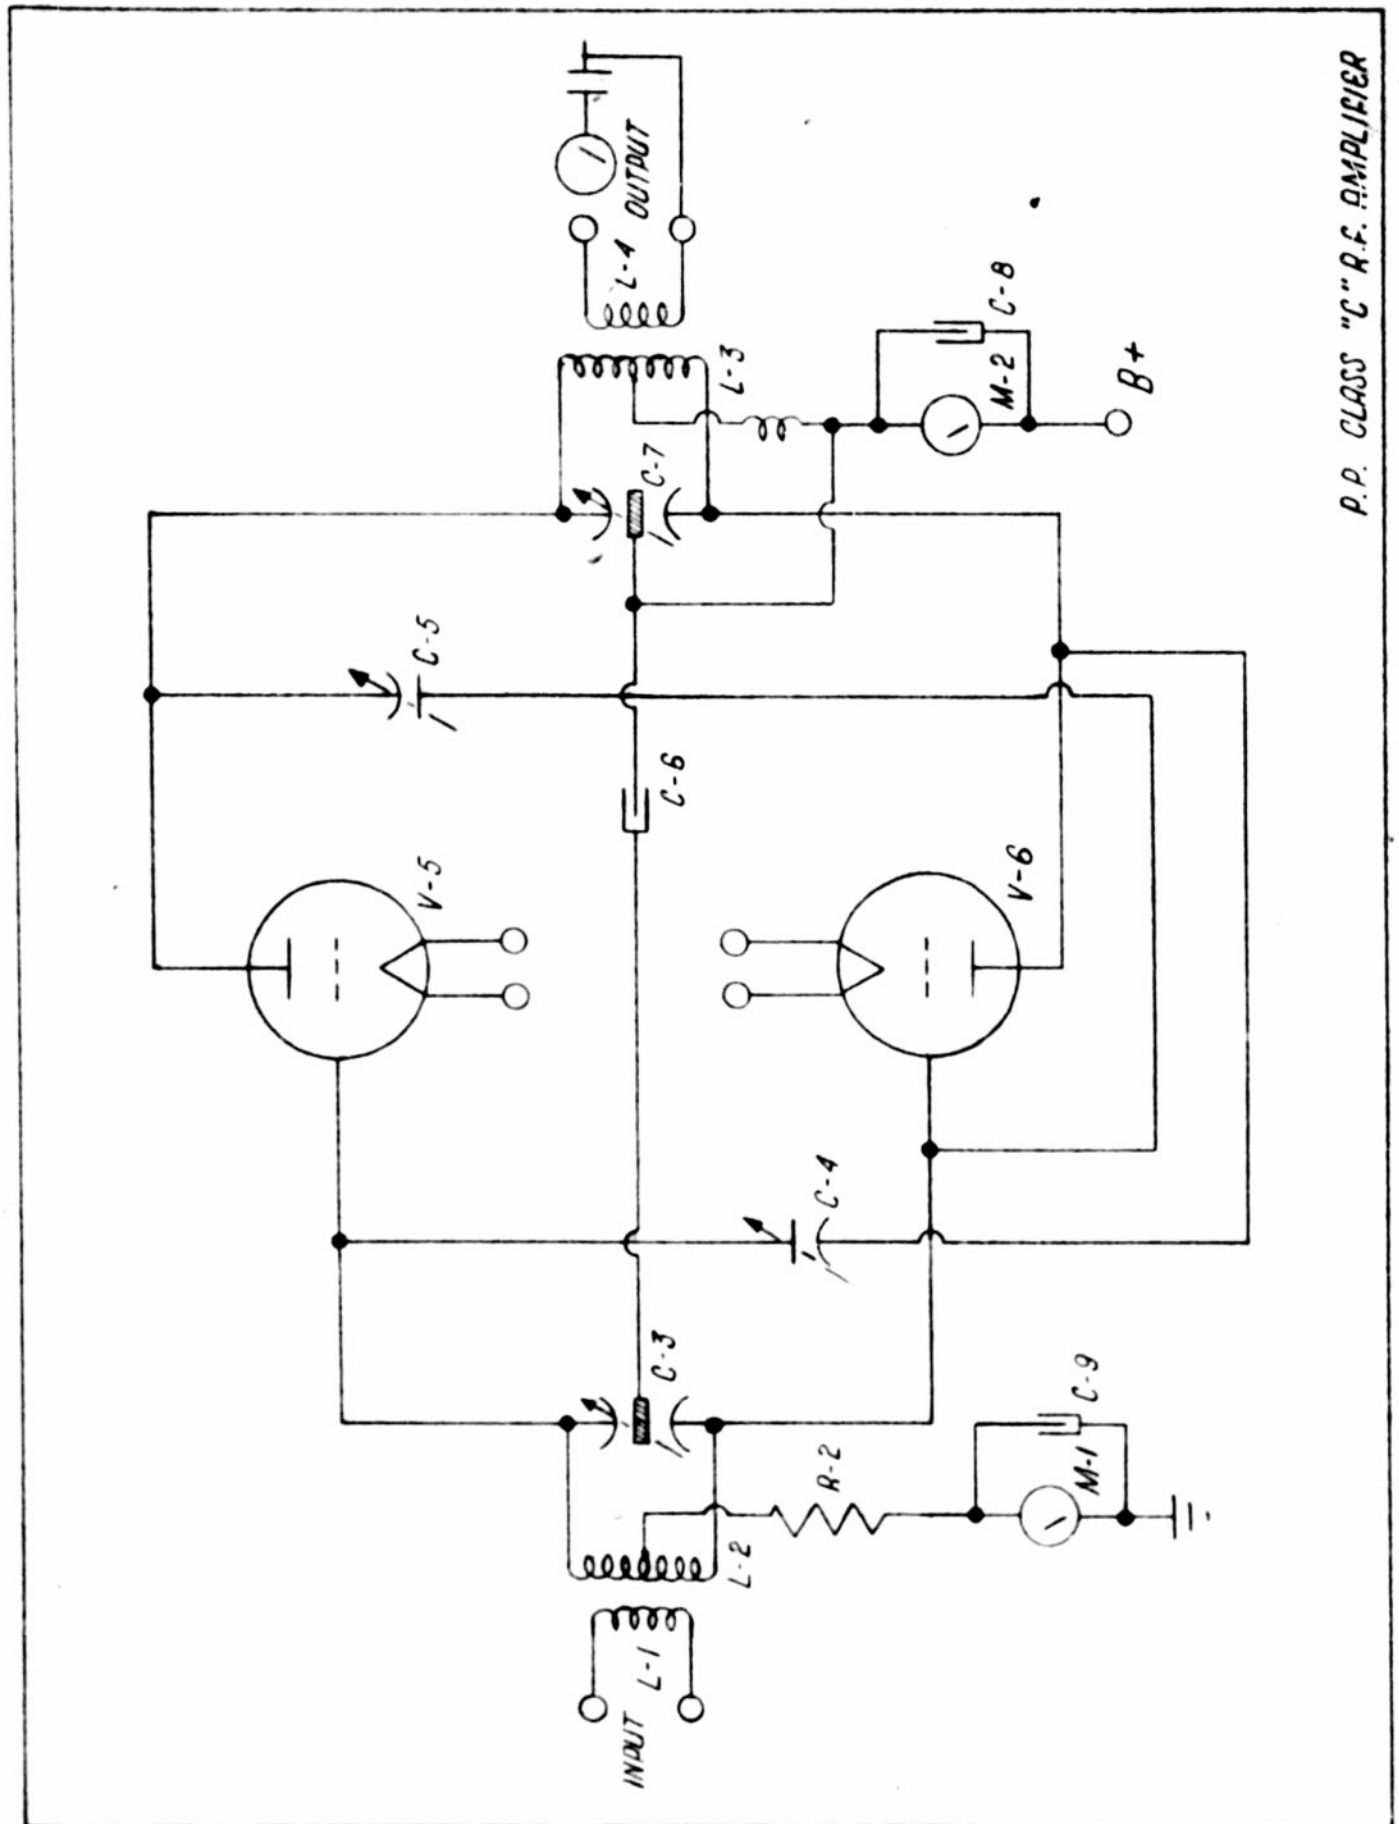 INPUT
L-1
L-2
R-2
M-1
C-9
C-3
C-4
V-5
V-6
C-6
C-5
C-7
L-3
L-4
OUTPUT
M-2
C-8
B+
P.P. CLASS "C" R.F. AMPLIFIER